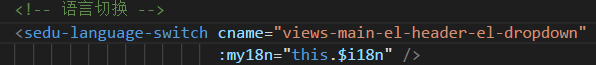 <!-- 语言切换 -->
<sedu-language-switch cname="views-main-el-header-el-dropdown"
:my18n="this.$i18n" />